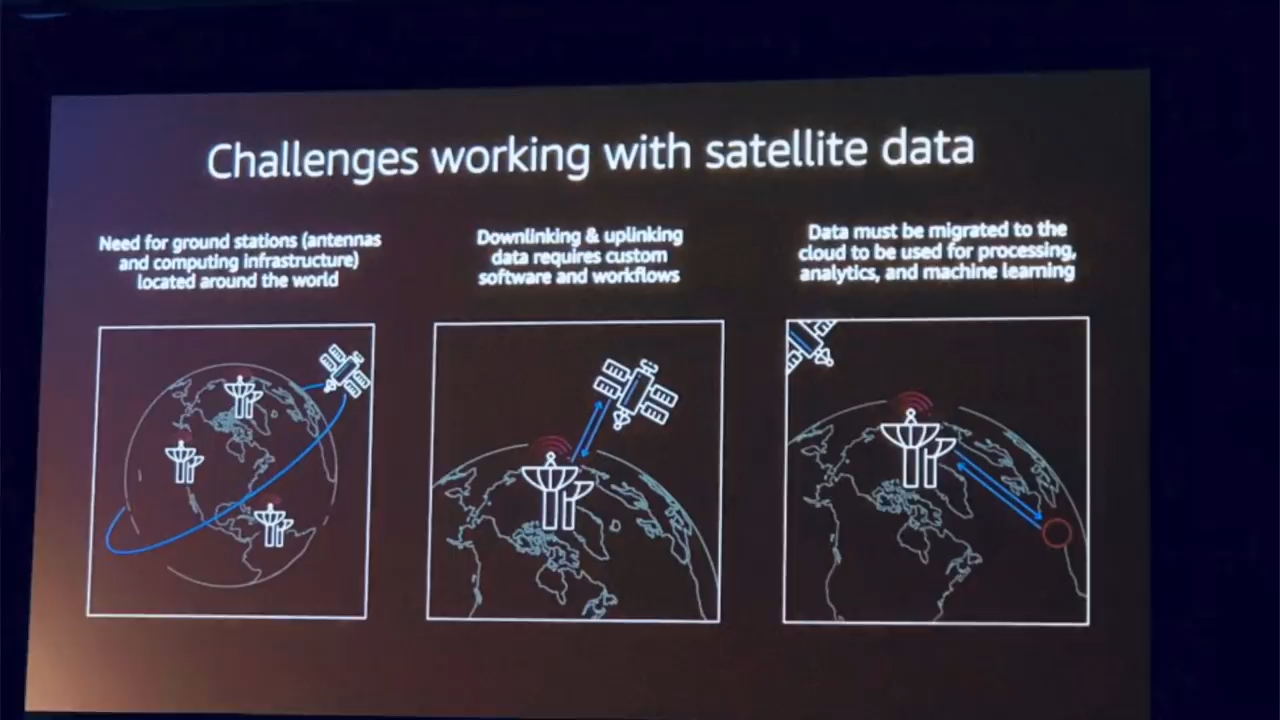 Challenges working with satellite data
Need for ground stations (antennas
and computing infrastructure)
located around the world
Downlinking & uplinking
data requires custom
software and workflows
Data must be migrated to the
cloud to be used for processing,
analytics, and machine learning